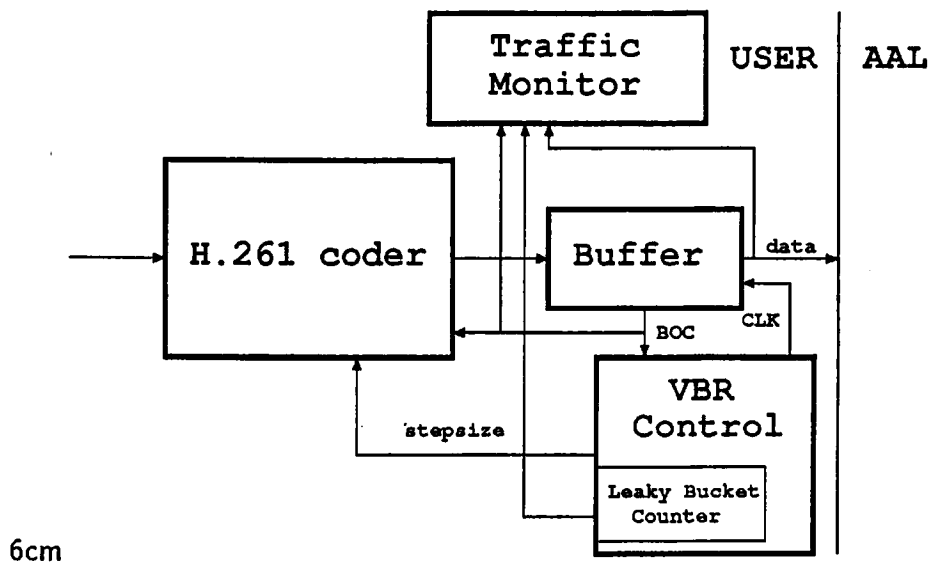 Traffic
Monitor
USER
AAL
H.261 coder
Buffer
data
CLK
BOC
VBR
Control
stepsize
Leaky Bucket
Counter
6cm